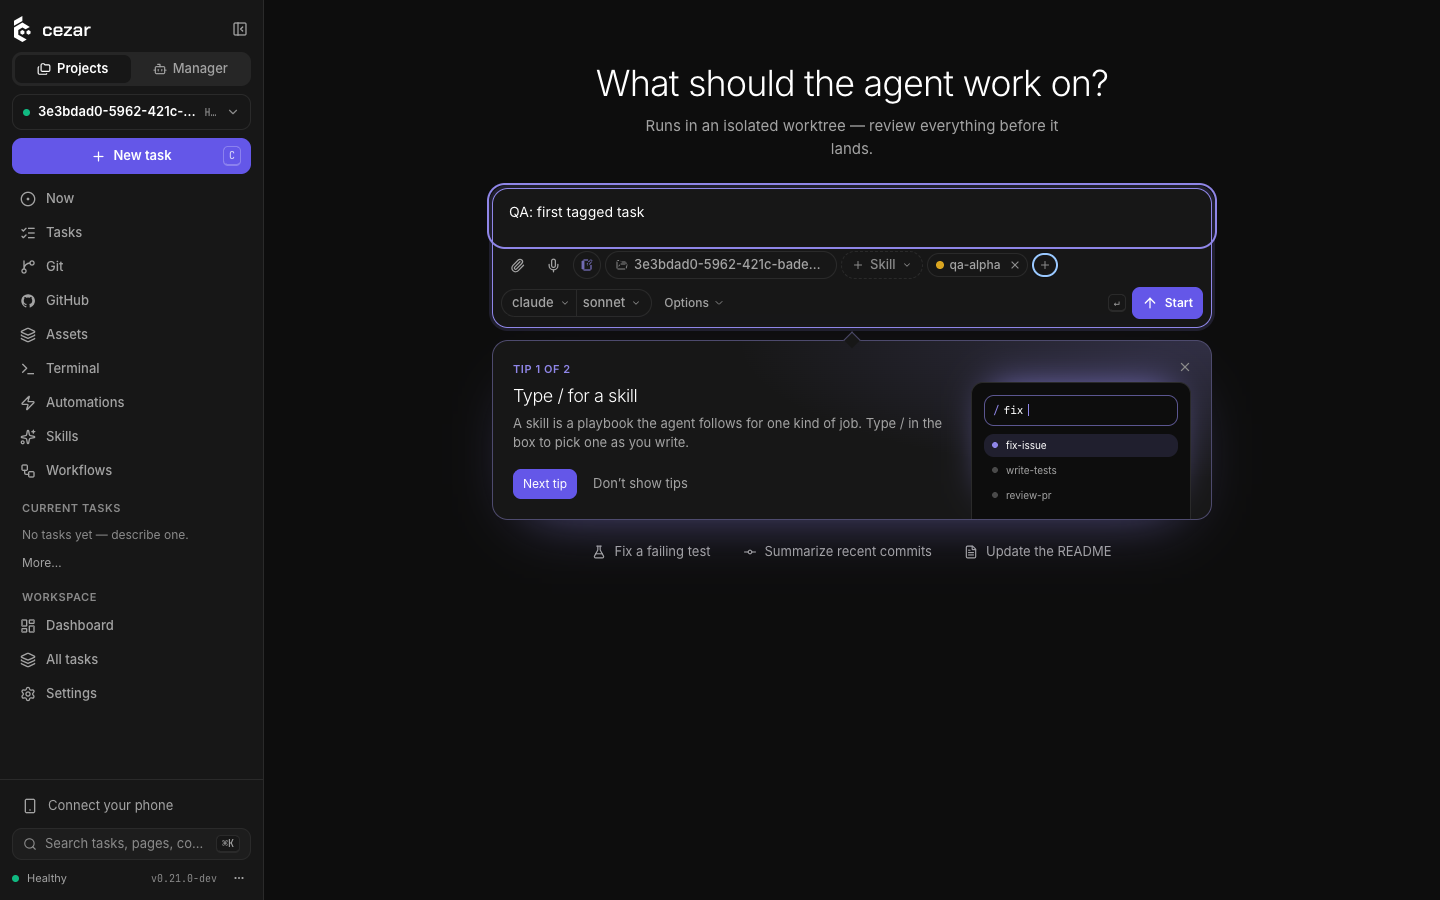 cezar
Projects
Manager
3e3bdad0-5962-421c-...
H...
New task
C
Now
Tasks
Git
GitHub
Assets
Terminal
Automations
Skills
Workflows
CURRENT TASKS
No tasks yet — describe one.
More...
WORKSPACE
Dashboard
All tasks
Settings
Connect your phone
Search tasks, pages, co...
⌘K
Healthy
v0.21.0-dev
What should the agent work on?
Runs in an isolated worktree — review everything before it
lands.
QA: first tagged task
3e3bdad0-5962-421c-bade...
Skill
qa-alpha
claude
sonnet
Options
Start
TIP 1 OF 2
Type / for a skill
A skill is a playbook the agent follows for one kind of job. Type / in the
box to pick one as you write.
Next tip
Don't show tips
/ fix
fix-issue
write-tests
review-pr
Fix a failing test
Summarize recent commits
Update the README